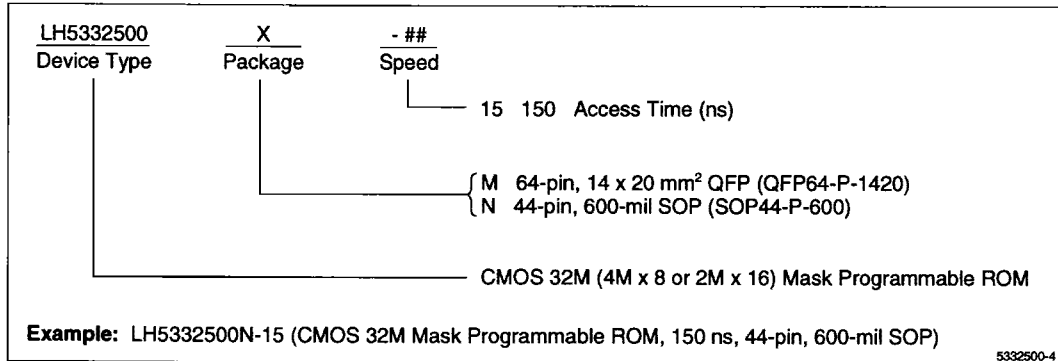 LH5332500 X - ##
Device Type Package Speed
15 150 Access Time (ns)
M 64-pin, 14 x 20 mm² QFP (QFP64-P-1420)
N 44-pin, 600-mil SOP (SOP44-P-600)
CMOS 32M (4M x 8 or 2M x 16) Mask Programmable ROM
Example: LH5332500N-15 (CMOS 32M Mask Programmable ROM, 150 ns, 44-pin, 600-mil SOP)
5332500-4